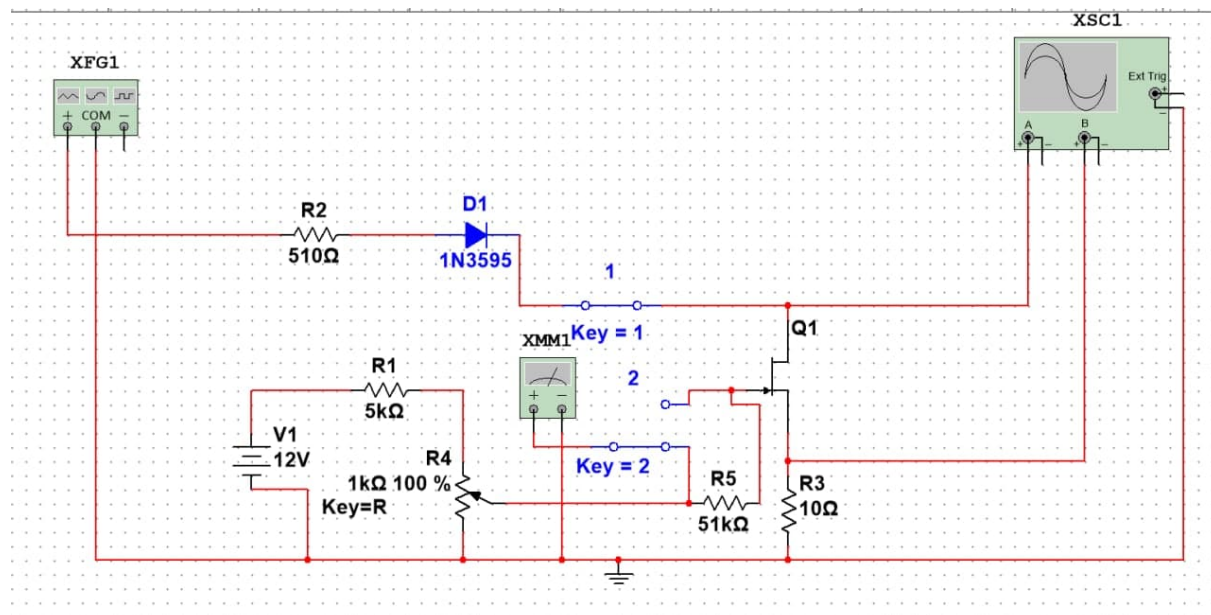 XSC1
XFG1
Ext Trig
+ COM −
A
B
R2
510Ω
D1
1N3595
1
Key = 1
Q1
XMM1
2
R1
5kΩ
V1
12V
Key = 2
R4
1kΩ 100 %
Key=R
R5
51kΩ
R3
10Ω